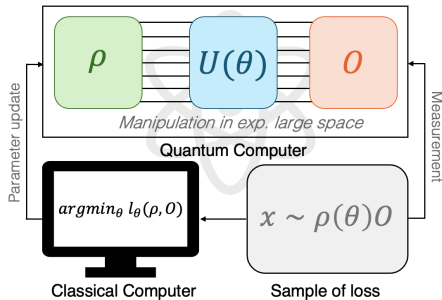 ρ
U(θ)
O
Manipulation in exp. large space
Quantum Computer
Parameter update
Measurement
argmin_θ l_θ(ρ, O)
x ~ ρ(θ)O
Classical Computer
Sample of loss